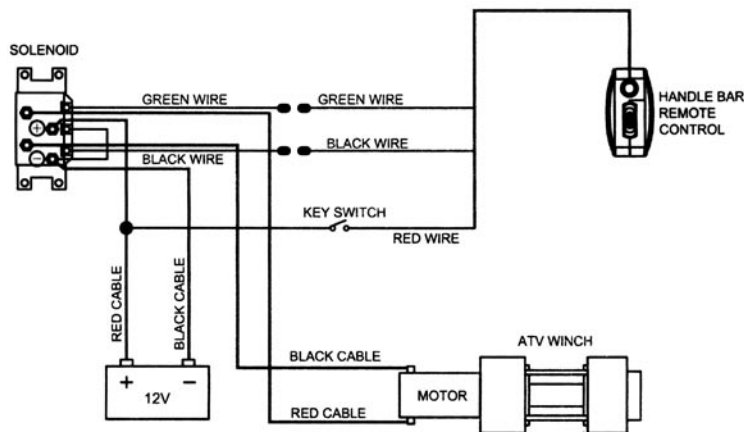 SOLENOID
GREEN WIRE
GREEN WIRE
HANDLE BAR
REMOTE
CONTROL
+
BLACK WIRE
BLACK WIRE
−
KEY SWITCH
RED WIRE
RED CABLE
BLACK CABLE
ATV WINCH
BLACK CABLE
+ −
12V
MOTOR
RED CABLE